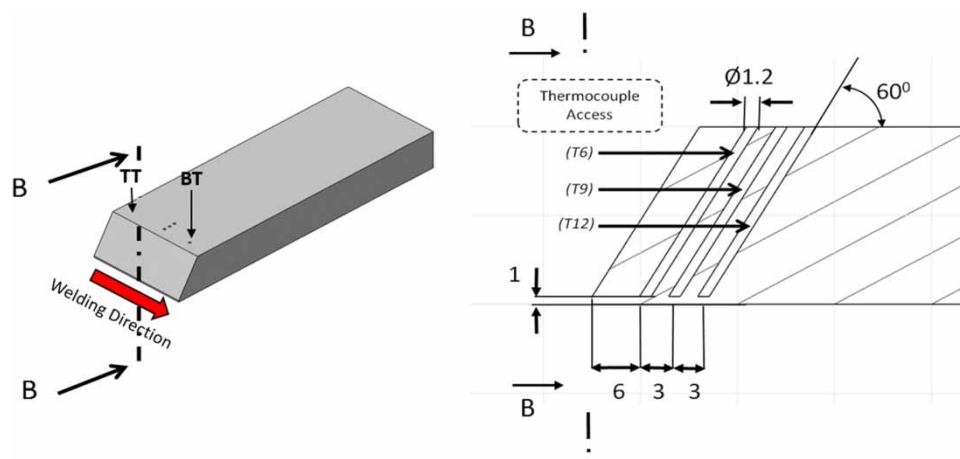 B
TT
BT
Welding Direction
B
B
Thermocouple
Access
Ø1.2
60⁰
(T6)
(T9)
(T12)
1
6 3 3
B